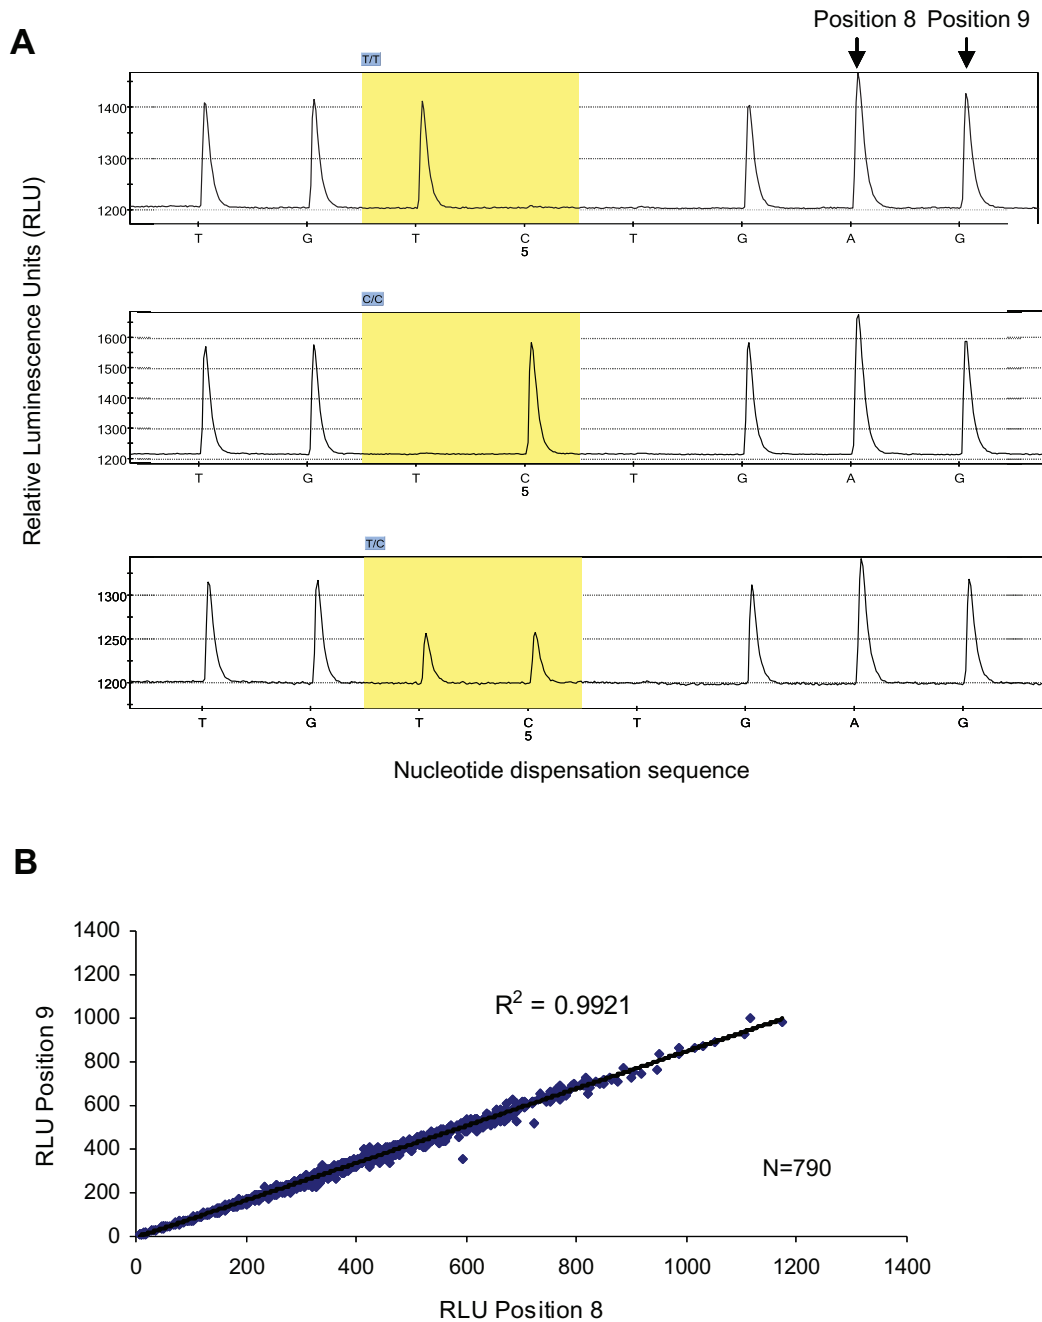 A
Position 8 Position 9
Relative Luminescence Units (RLU)
T/T
1400
1300
1200
T G T C T G A G
5
C/C
1600
1500
1400
1300
1200
T G T C T G A G
5
T/C
1300
1250
1200
T G T C T G A G
5
Nucleotide dispensation sequence
B
RLU Position 9
1400
1200
1000
800
600
400
200
0
R² = 0.9921
N=790
0 200 400 600 800 1000 1200 1400
RLU Position 8